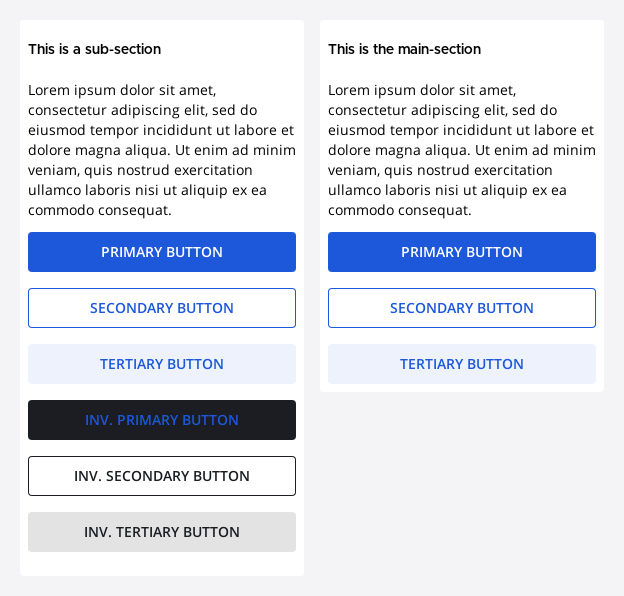 This is a sub-section
Lorem ipsum dolor sit amet,
consectetur adipiscing elit, sed do
eiusmod tempor incididunt ut labore et
dolore magna aliqua. Ut enim ad minim
veniam, quis nostrud exercitation
ullamco laboris nisi ut aliquip ex ea
commodo consequat.
PRIMARY BUTTON
SECONDARY BUTTON
TERTIARY BUTTON
INV. PRIMARY BUTTON
INV. SECONDARY BUTTON
INV. TERTIARY BUTTON
This is the main-section
Lorem ipsum dolor sit amet,
consectetur adipiscing elit, sed do
eiusmod tempor incididunt ut labore et
dolore magna aliqua. Ut enim ad minim
veniam, quis nostrud exercitation
ullamco laboris nisi ut aliquip ex ea
commodo consequat.
PRIMARY BUTTON
SECONDARY BUTTON
TERTIARY BUTTON